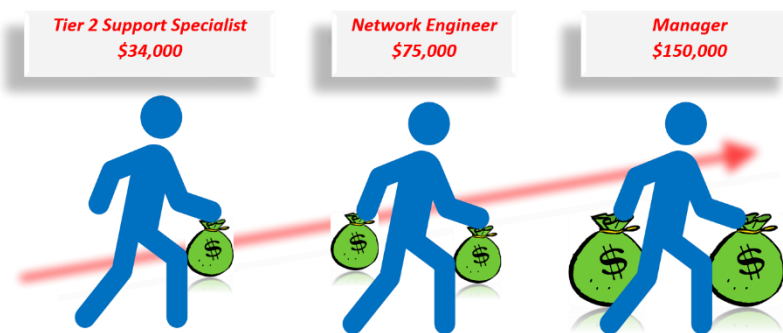 Tier 2 Support Specialist
$34,000
Network Engineer
$75,000
Manager
$150,000
$
$
$
$
$